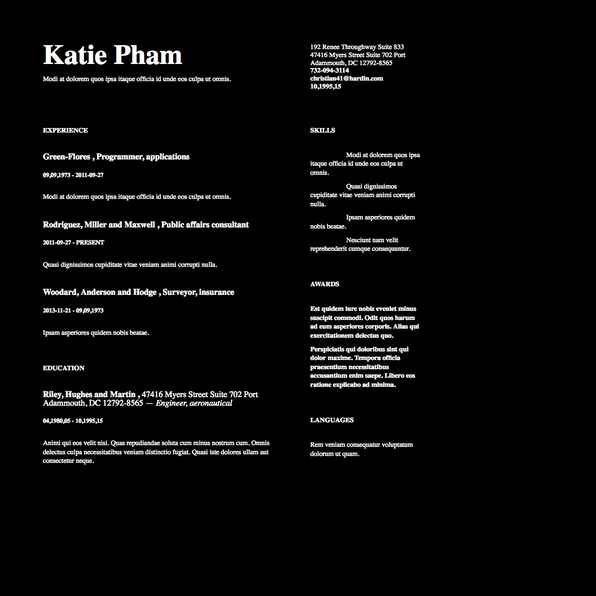 Katie Pham
Modi at dolorem quos ipsa itaque officia id unde eos culpa ut omnis.
192 Renee Throughway Suite 833
47416 Myers Street Suite 702 Port
Adammouth, DC 12792-8565
732-094-3114
christian41@hardin.com
10,1995,15
EXPERIENCE
Green-Flores , Programmer, applications
09,09,1973 - 2011-09-27
Modi at dolorem quos ipsa itaque officia id unde eos culpa ut omnis.
Rodriguez, Miller and Maxwell , Public affairs consultant
2011-09-27 - PRESENT
Quasi dignissimos cupiditate vitae veniam animi corrupti nulla.
Woodard, Anderson and Hodge , Surveyor, insurance
2013-11-21 - 09,09,1973
Ipsam asperiores quidem nobis beatae.
EDUCATION
Riley, Hughes and Martin , 47416 Myers Street Suite 702 Port
Adammouth, DC 12792-8565 — Engineer, aeronautical
04,1980,05 - 10,1995,15
Animi qui eos velit nisi. Quas repudiandae soluta cum minus nostrum cum. Omnis
delectus culpa necessitatibus veniam distinctio fugiat. Quasi iste dolores ullam aut
consectetur neque.
SKILLS
Modi at dolorem quos ipsa
itaque officia id unde eos culpa ut
omnis.
Quasi dignissimos
cupiditate vitae veniam animi corrupti
nulla.
Ipsam asperiores quidem
nobis beatae.
Nesciunt nam velit
reprehenderit cumque consequuntur.
AWARDS
Est quidem iure nobis eveniet minus
suscipit commodi. Odit quos harum
ad eum asperiores corporis. Alias qui
exercitationem delectus quo.
Perspiciatis qui doloribus sint qui
dolor maxime. Tempora officia
praesentium necessitatibus
accusantium enim saepe. Libero eos
ratione explicabo ad minima.
LANGUAGES
Rem veniam consequatur voluptatum
dolorum ut quam.